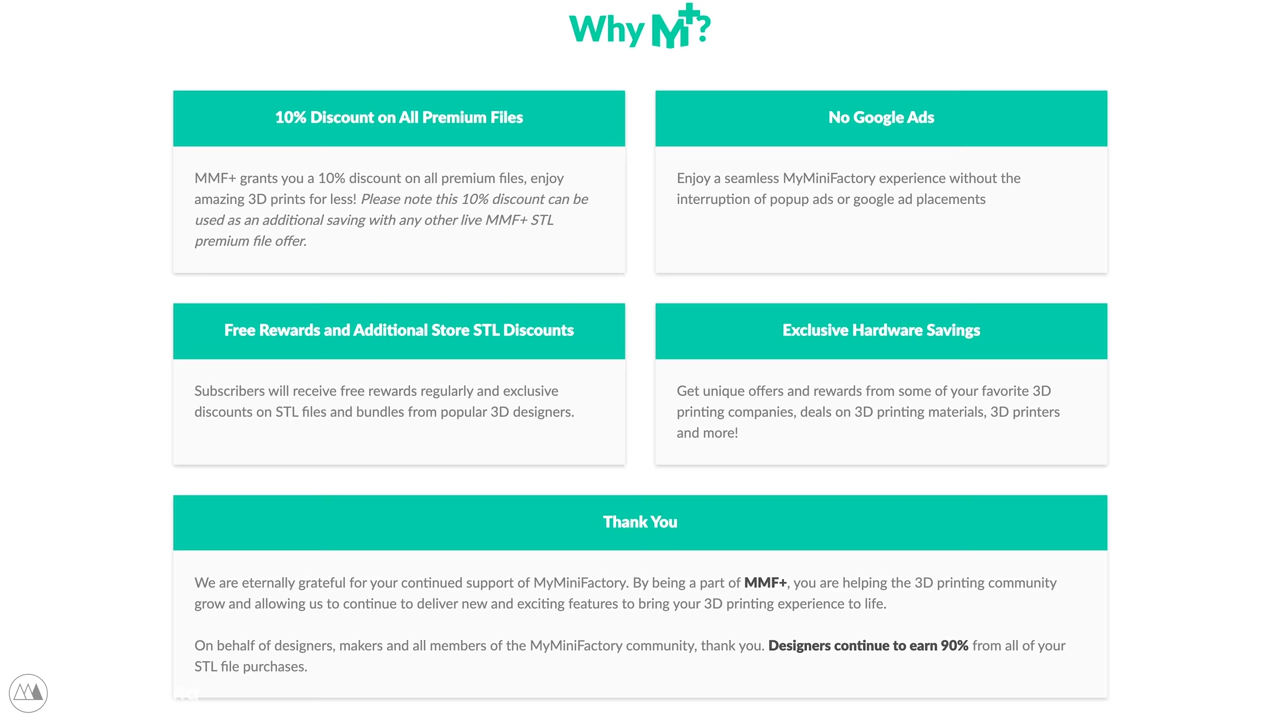 Why M+?
10% Discount on All Premium Files
MMF+ grants you a 10% discount on all premium files, enjoy
amazing 3D prints for less! Please note this 10% discount can be
used as an additional saving with any other live MMF+ STL
premium file offer.
No Google Ads
Enjoy a seamless MyMiniFactory experience without the
interruption of popup ads or google ad placements
Free Rewards and Additional Store STL Discounts
Subscribers will receive free rewards regularly and exclusive
discounts on STL files and bundles from popular 3D designers.
Exclusive Hardware Savings
Get unique offers and rewards from some of your favorite 3D
printing companies, deals on 3D printing materials, 3D printers
and more!
Thank You
We are eternally grateful for your continued support of MyMiniFactory. By being a part of MMF+, you are helping the 3D printing community
grow and allowing us to continue to deliver new and exciting features to bring your 3D printing experience to life.
On behalf of designers, makers and all members of the MyMiniFactory community, thank you. Designers continue to earn 90% from all of your
STL file purchases.